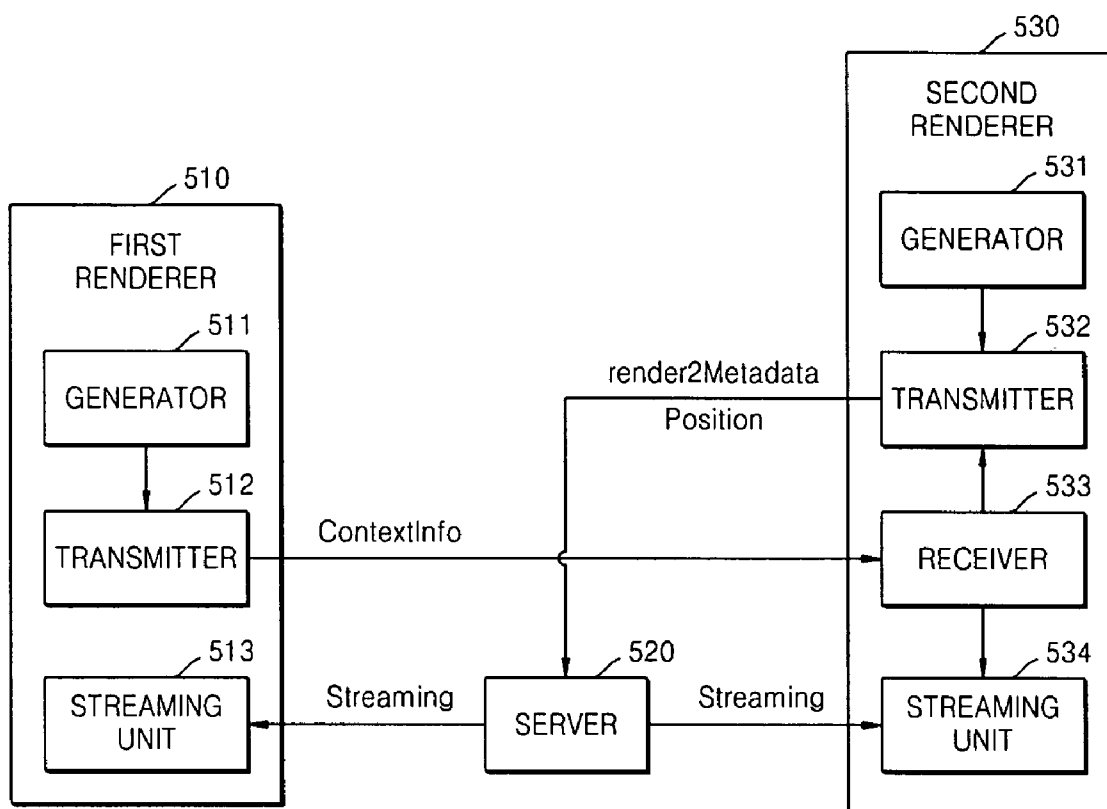 530
SECOND
RENDERER
531
GENERATOR
510
FIRST
RENDERER
511
GENERATOR
532
TRANSMITTER
render2Metadata
Position
512
TRANSMITTER
ContextInfo
533
RECEIVER
513
STREAMING
UNIT
Streaming
520
SERVER
Streaming
534
STREAMING
UNIT